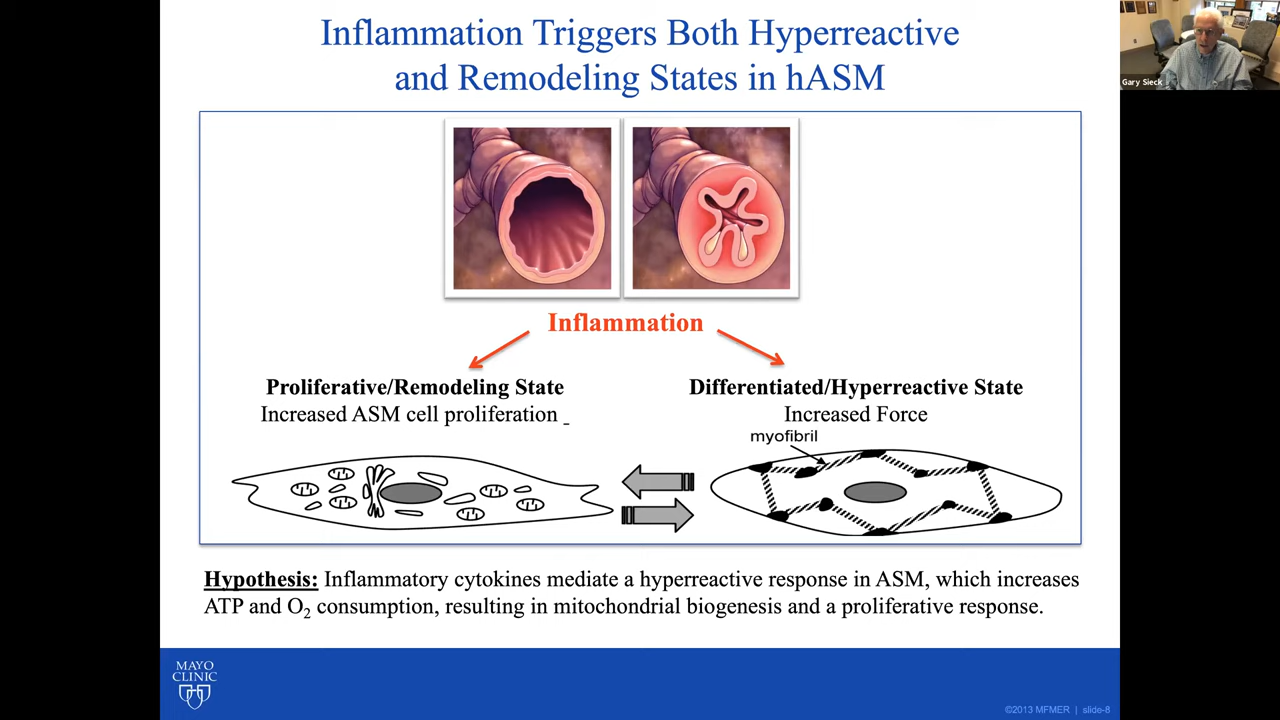 Inflammation Triggers Both Hyperreactive
and Remodeling States in hASM
Gary Sieck
Inflammation
Proliferative/Remodeling State
Increased ASM cell proliferation _
Differentiated/Hyperreactive State
Increased Force
myofibril
Hypothesis: Inflammatory cytokines mediate a hyperreactive response in ASM, which increases
ATP and O₂ consumption, resulting in mitochondrial biogenesis and a proliferative response.
MAYO
CLINIC
©2013 MFMER | slide-8